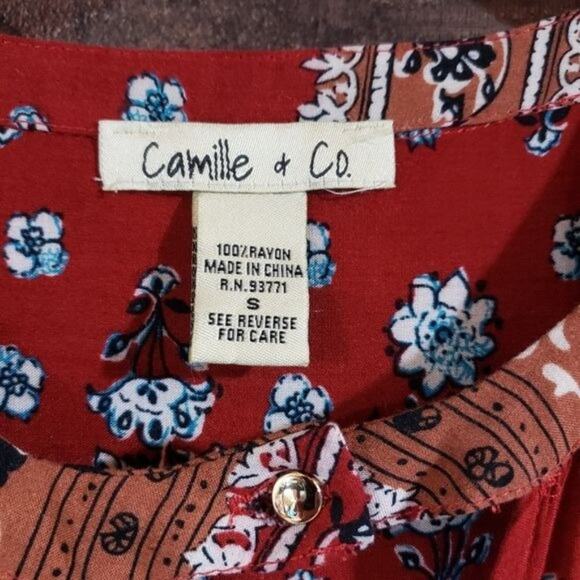 Camille & Co.
100% RAYON
MADE IN CHINA
R.N. 93771
S
SEE REVERSE
FOR CARE